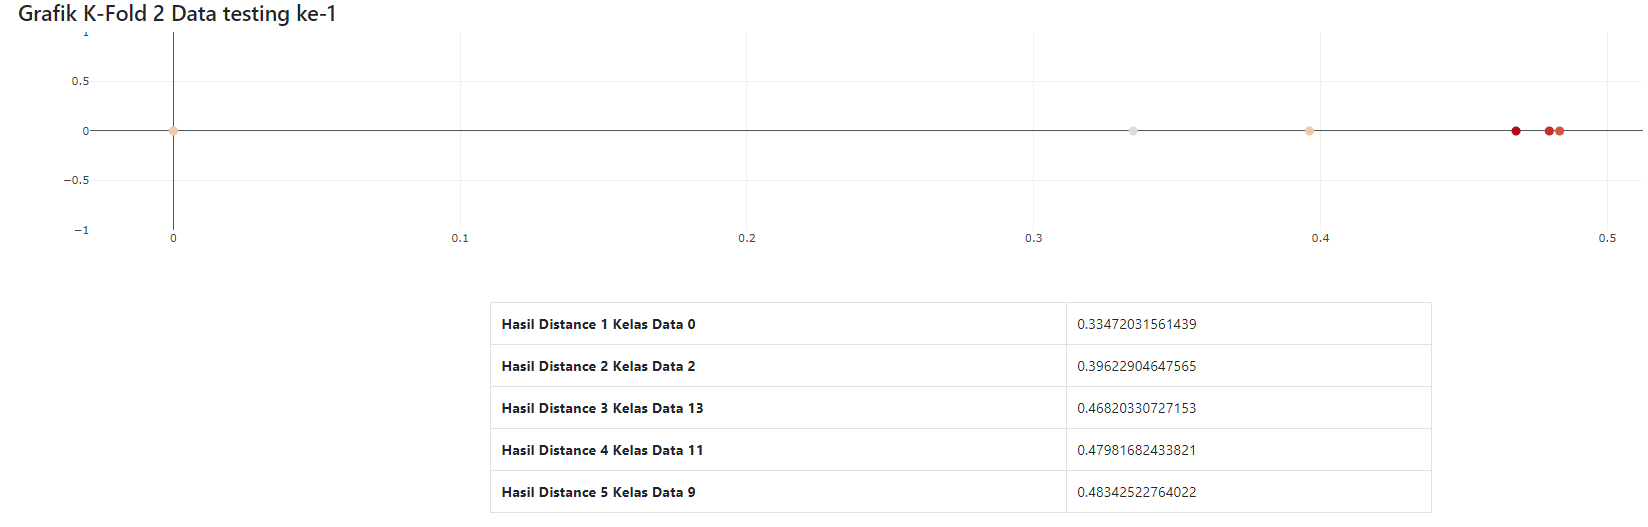 Grafik K-Fold 2 Data testing ke-1
1
0.5
0
−0.5
−1
0 0.1 0.2 0.3 0.4 0.5
Hasil Distance 1 Kelas Data 0 0.33472031561439
Hasil Distance 2 Kelas Data 2 0.39622904647565
Hasil Distance 3 Kelas Data 13 0.46820330727153
Hasil Distance 4 Kelas Data 11 0.47981682433821
Hasil Distance 5 Kelas Data 9 0.48342522764022